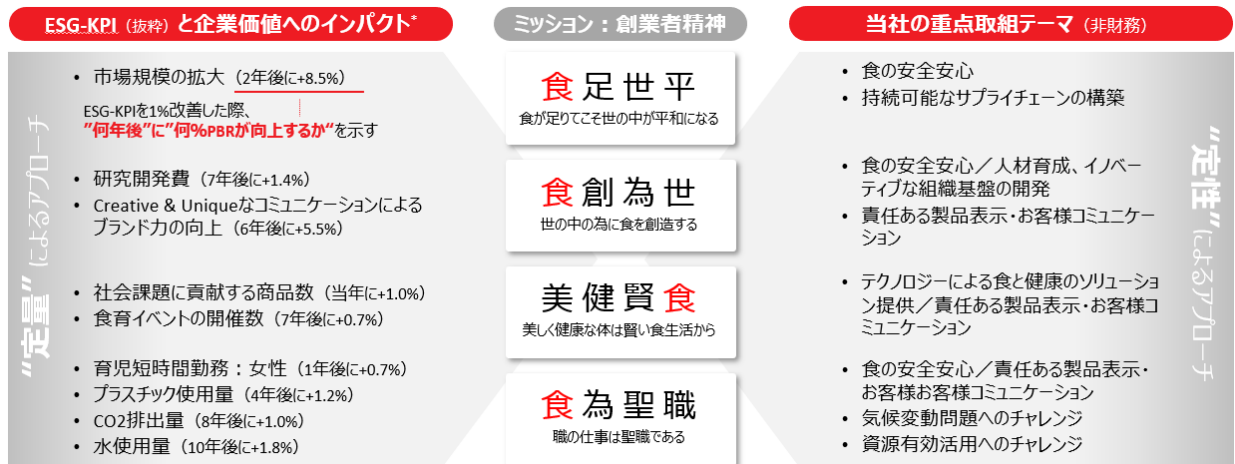 ESG-KPI（抜粋）と企業価値へのインパクト*
"定量"によるアプローチ
• 市場規模の拡大（2年後に+8.5%）
ESG-KPIを1%改善した際、
"何年後"に"何%PBRが向上するか"を示す
• 研究開発費（7年後に+1.4%）
• Creative & Uniqueなコミュニケーションによる
ブランド力の向上（6年後に+5.5%）
• 社会課題に貢献する商品数（当年に+1.0%）
• 食育イベントの開催数（7年後に+0.7%）
• 育児短時間勤務：女性（1年後に+0.7%）
• プラスチック使用量（4年後に+1.2%）
• CO2排出量（8年後に+1.0%）
• 水使用量（10年後に+1.8%）
ミッション：創業者精神
食足世平
食が足りてこそ世の中が平和になる
食創為世
世の中の為に食を創造する
美健賢食
美しく健康な体は賢い食生活から
食為聖職
職の仕事は聖職である
当社の重点取組テーマ（非財務）
• 食の安全安心
• 持続可能なサプライチェーンの構築
• 食の安全安心／人材育成、イノベー
ティブな組織基盤の開発
• 責任ある製品表示・お客様コミュニケー
ション
• テクノロジーによる食と健康のソリューショ
ン提供／責任ある製品表示・お客様コ
ミュニケーション
• 食の安全安心／責任ある製品表示・
お客様お客様コミュニケーション
• 気候変動問題へのチャレンジ
• 資源有効活用へのチャレンジ
"定性"によるアプローチ